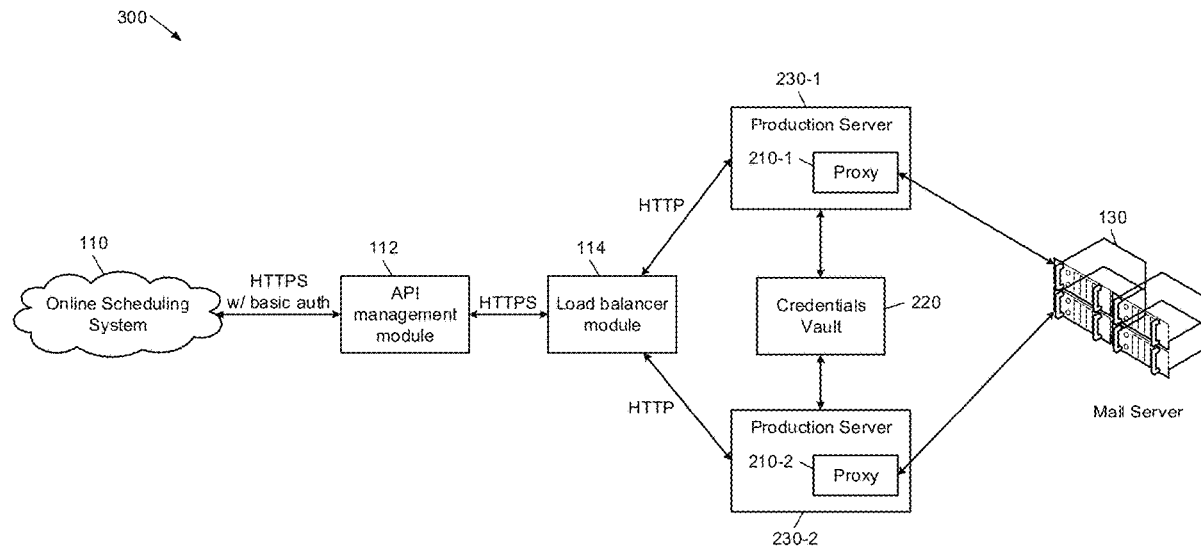 300
230-1
Production Server
210-1
Proxy
HTTP
110
Online Scheduling
System
HTTPS
w/ basic auth
112
API
management
module
HTTPS
114
Load balancer
module
Credentials
Vault
220
130
Mail Server
HTTP
Production Server
210-2
Proxy
230-2